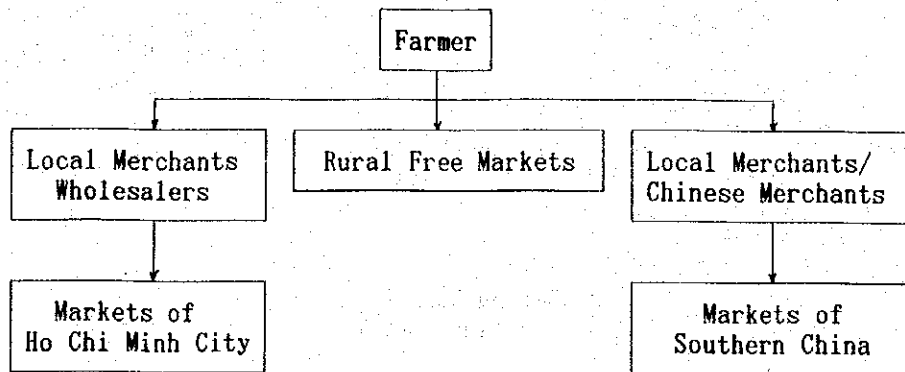 Farmer
Local Merchants
Wholesalers
Rural Free Markets
Local Merchants/
Chinese Merchants
Markets of
Ho Chi Minh City
Markets of
Southern China